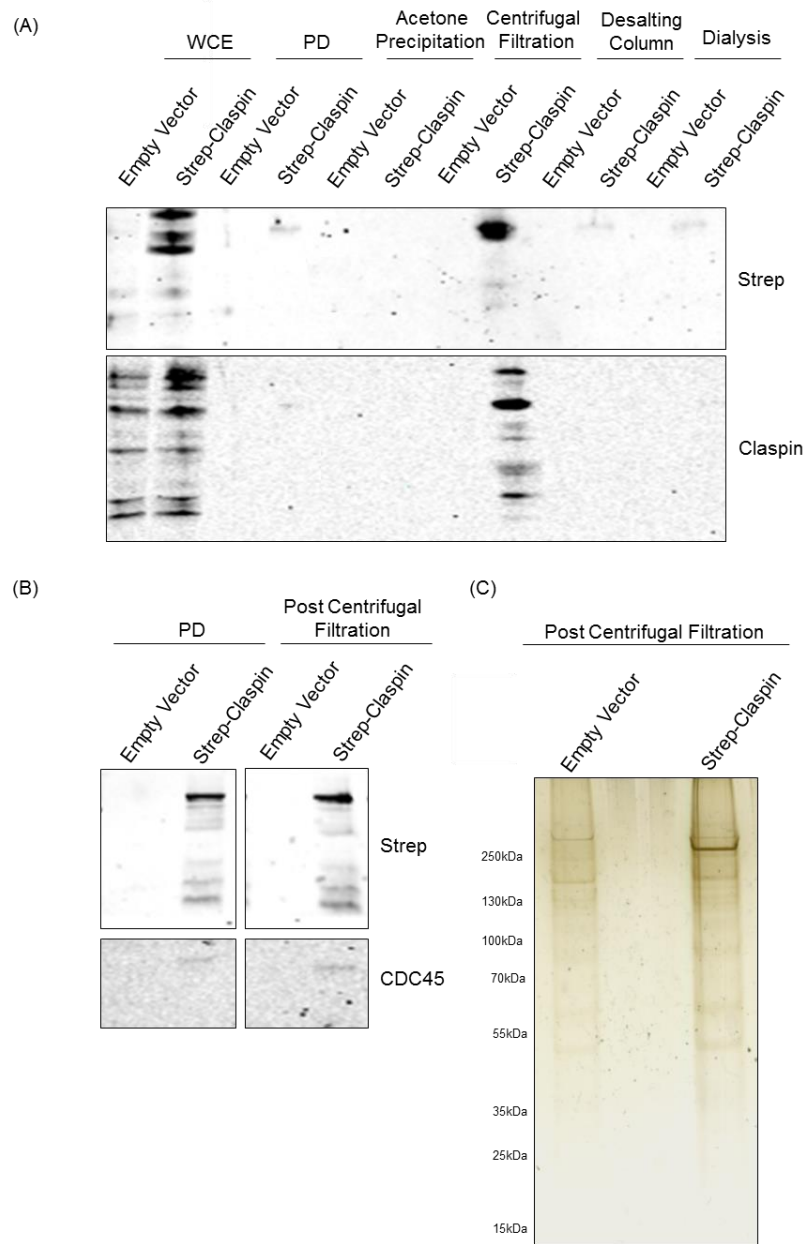 (A)
WCE
PD
Acetone
Precipitation
Centrifugal
Filtration
Desalting
Column
Dialysis
Empty Vector
Strep-Claspin
Empty Vector
Strep-Claspin
Empty Vector
Strep-Claspin
Empty Vector
Strep-Claspin
Empty Vector
Strep-Claspin
Empty Vector
Strep-Claspin
Strep
Claspin
(B)
PD
Post Centrifugal
Filtration
Empty Vector
Strep-Claspin
Empty Vector
Strep-Claspin
Strep
CDC45
(C)
Post Centrifugal Filtration
Empty Vector
Strep-Claspin
250kDa
130kDa
100kDa
70kDa
55kDa
35kDa
25kDa
15kDa